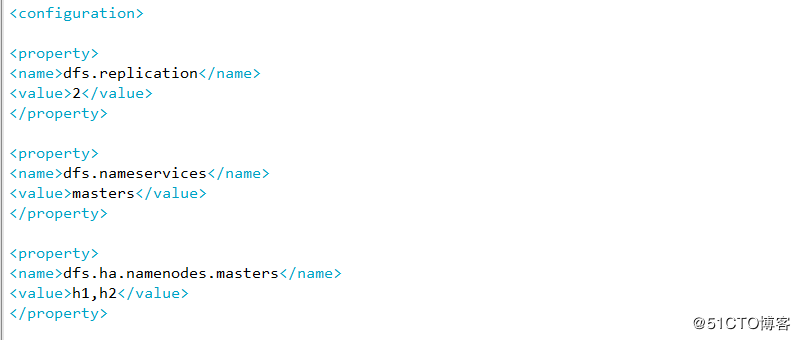 <configuration>
<property>
<name>dfs.replication</name>
<value>2</value>
</property>
<property>
<name>dfs.nameservices</name>
<value>masters</value>
</property>
<property>
<name>dfs.ha.namenodes.masters</name>
<value>h1,h2</value>
</property>
@51CTO博客